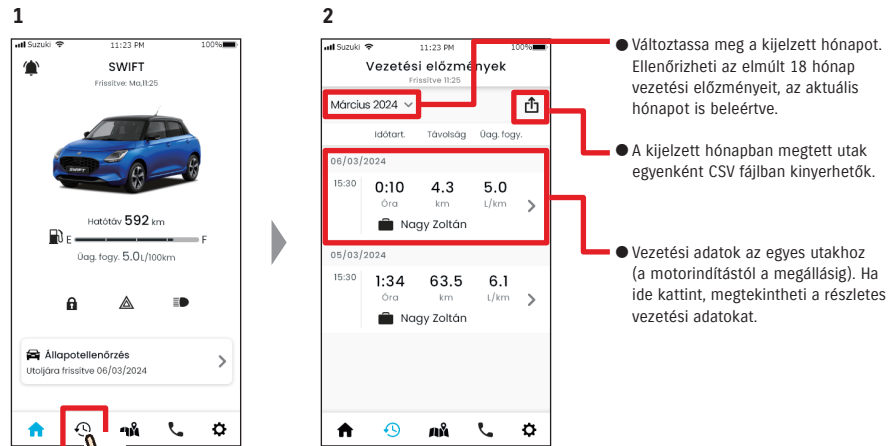 1
Suzuki 11:23 PM 100%
SWIFT
Frissítve: Ma,11:25
SWIFT
Hatótáv 592 km
E F
Üag. fogy. 5.0L/100km
Állapotellenőrzés
Utoljára frissítve 06/03/2024
2
Suzuki 11:23 PM 100%
Vezetési előzmények
Frissítve 11:25
Március 2024
Időtart. Távolság Üag. fogy.
06/03/2024
15:30 0:10 4.3 5.0
Óra km L/km
Nagy Zoltán
05/03/2024
15:30 1:34 63.5 6.1
Óra km L/km
Nagy Zoltán
● Változtassa meg a kijelzett hónapot.
Ellenőrizheti az elmúlt 18 hónap
vezetési előzményeit, az aktuális
hónapot is beleértve.
● A kijelzett hónapban megtett utak
egyenként CSV fájlban kinyerhetők.
● Vezetési adatok az egyes utakhoz
(a motorindítástól a megállásig). Ha
ide kattint, megtekintheti a részletes
vezetési adatokat.